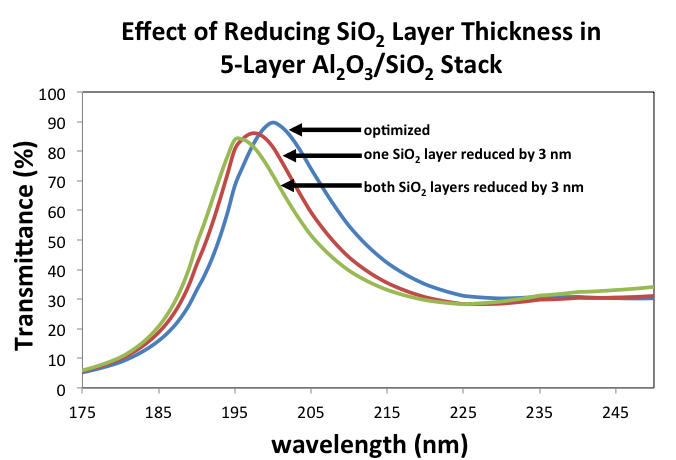 Effect of Reducing SiO₂ Layer Thickness in
5-Layer Al₂O₃/SiO₂ Stack
Transmittance (%)
100
90
80
70
60
50
40
30
20
10
0
optimized
one SiO₂ layer reduced by 3 nm
both SiO₂ layers reduced by 3 nm
175 185 195 205 215 225 235 245
wavelength (nm)